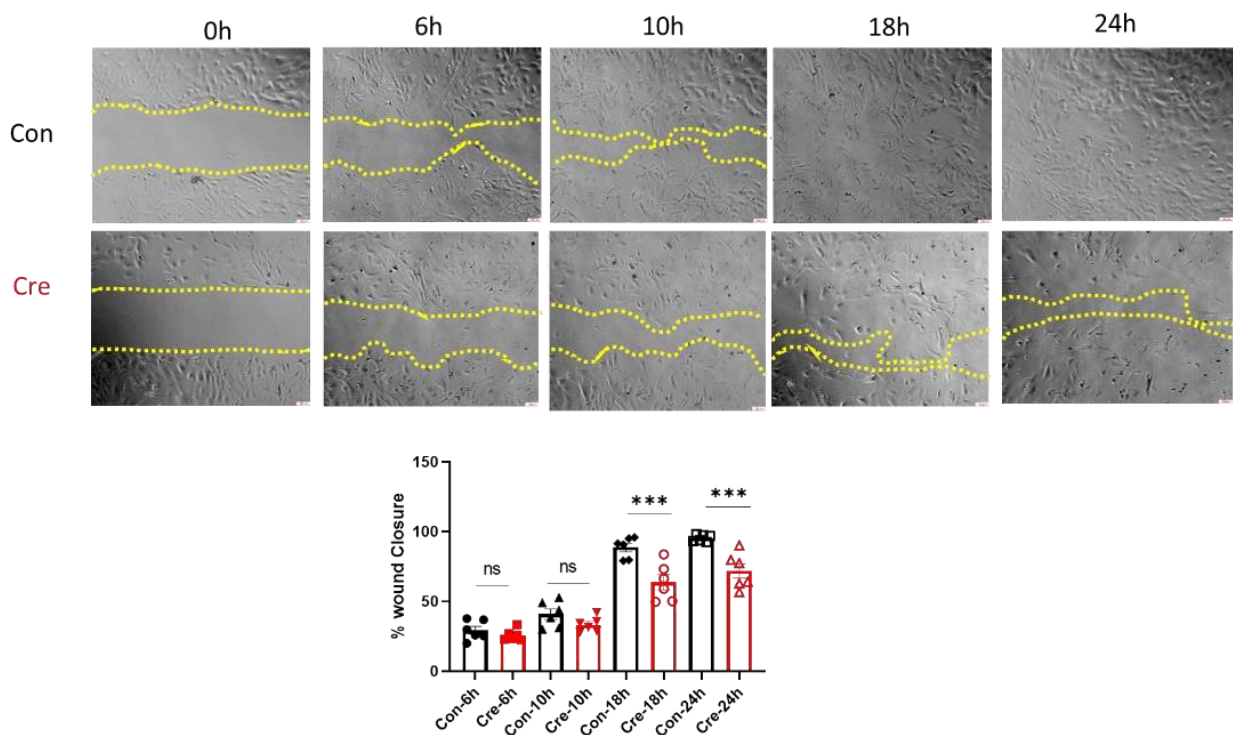 0h 6h 10h 18h 24h
Con
Cre
150
100
50
0
% wound Closure
ns
ns
***
***
Con-6h
Cre-6h
Con-10h
Cre-10h
Con-18h
Cre-18h
Con-24h
Cre-24h